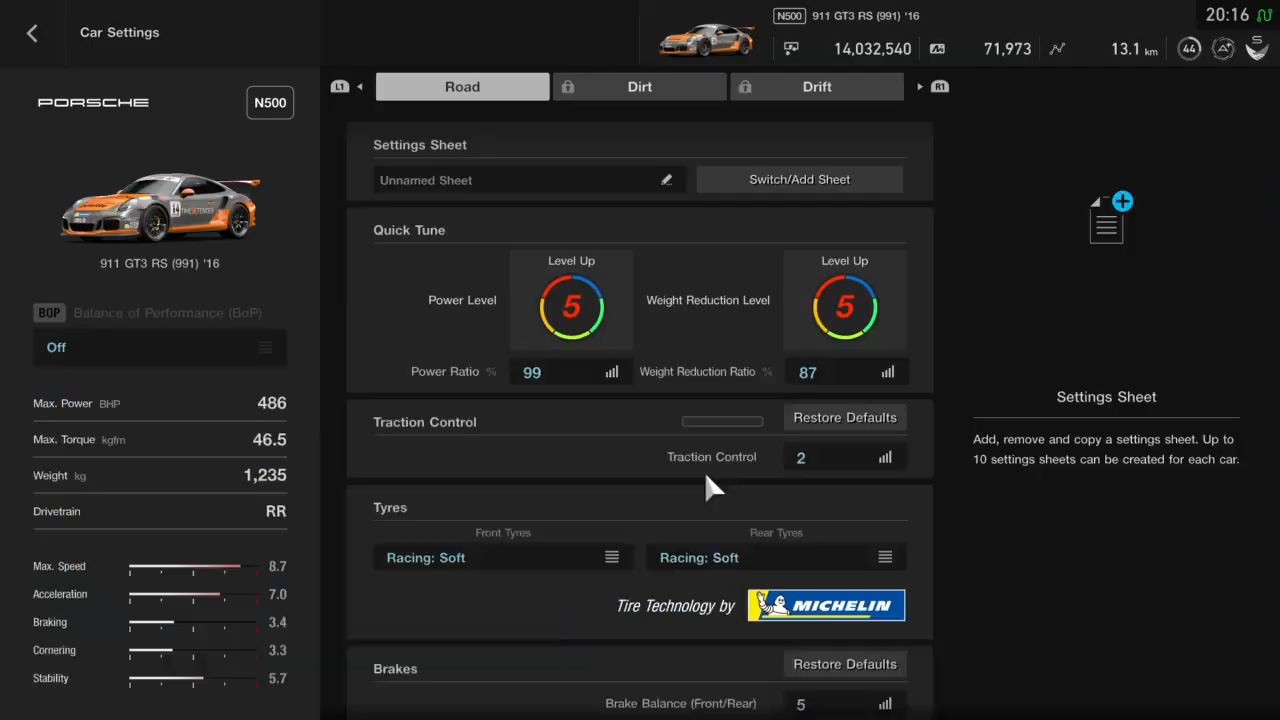 Car Settings
N500 911 GT3 RS (991) '16
14,032,540
71,973
13.1 km
44
S
20:16
PORSCHE
N500
911 GT3 RS (991) '16
BOP Balance of Performance (BoP)
Off
Max. Power BHP 486
Max. Torque kgfm 46.5
Weight kg 1,235
Drivetrain RR
Max. Speed 8.7
Acceleration 7.0
Braking 3.4
Cornering 3.3
Stability 5.7
L1 Road Dirt Drift R1
Settings Sheet
Unnamed Sheet
Switch/Add Sheet
Quick Tune
Level Up
Power Level 5
Level Up
Weight Reduction Level 5
Power Ratio % 99
Weight Reduction Ratio % 87
Traction Control
Restore Defaults
Traction Control 2
Tyres
Front Tyres
Rear Tyres
Racing: Soft
Racing: Soft
Tire Technology by MICHELIN
Brakes
Restore Defaults
Brake Balance (Front/Rear) 5
Settings Sheet
Add, remove and copy a settings sheet. Up to
10 settings sheets can be created for each car.